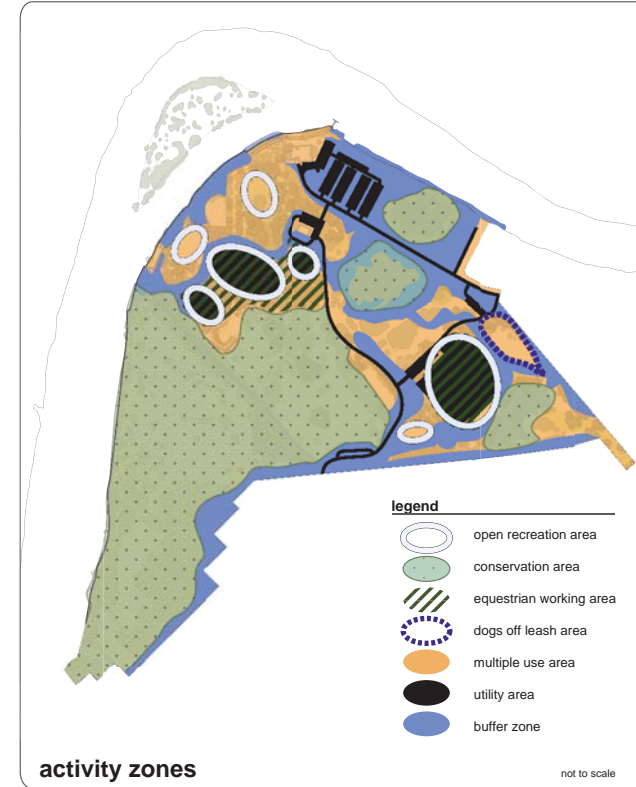 legend
open recreation area
conservation area
equestrian working area
dogs off leash area
multiple use area
utility area
buffer zone
activity zones
not to scale